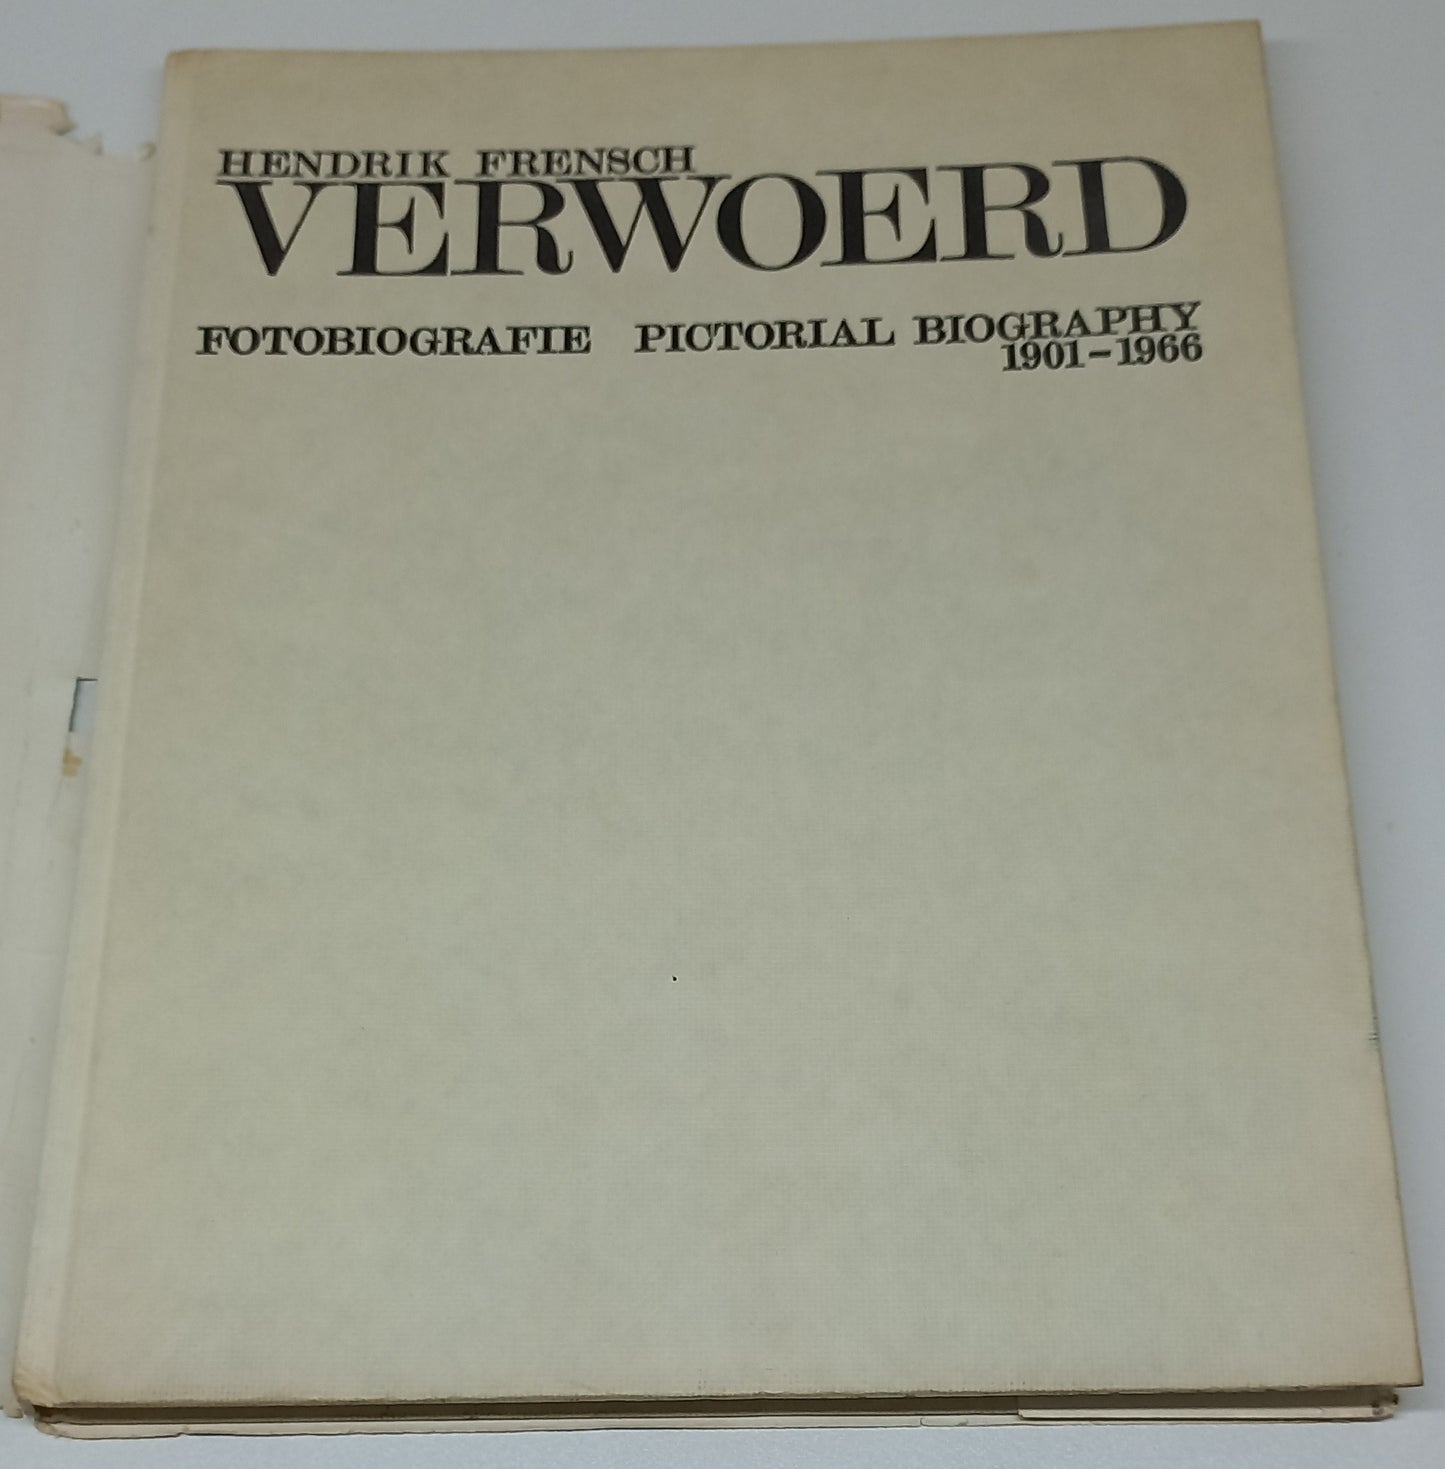 HENDRIK FRENSCH
VERWOERD
FOTOBIOGRAFIE PICTORIAL BIOGRAPHY
1901-1966